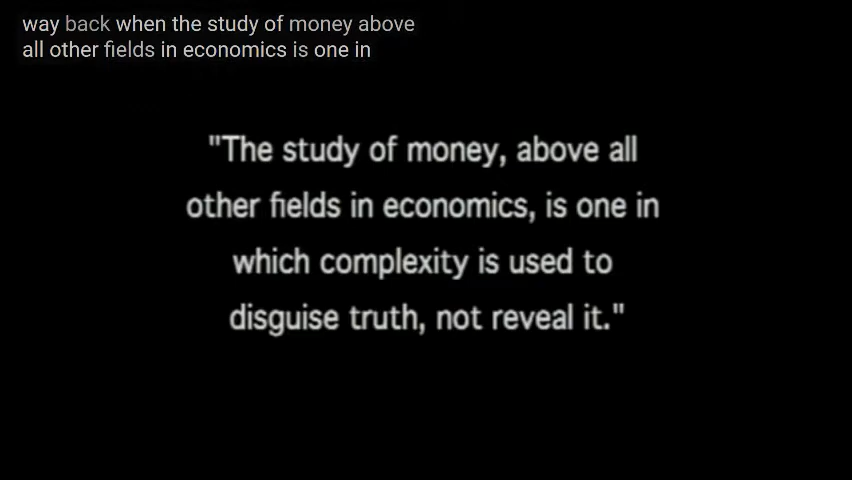 way back when the study of money above
all other fields in economics is one in
"The study of money, above all
other fields in economics, is one in
which complexity is used to
disguise truth, not reveal it."